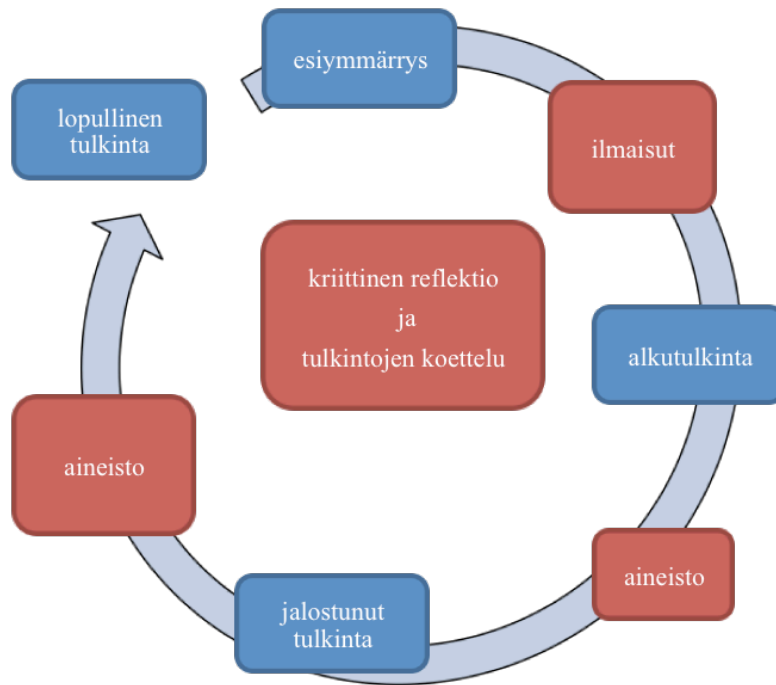 esiymmärrys
ilmaisut
alkutulkinta
aineisto
jalostunut
tulkinta
aineisto
lopullinen
tulkinta
kriittinen reflektio
ja
tulkintojen koettelu